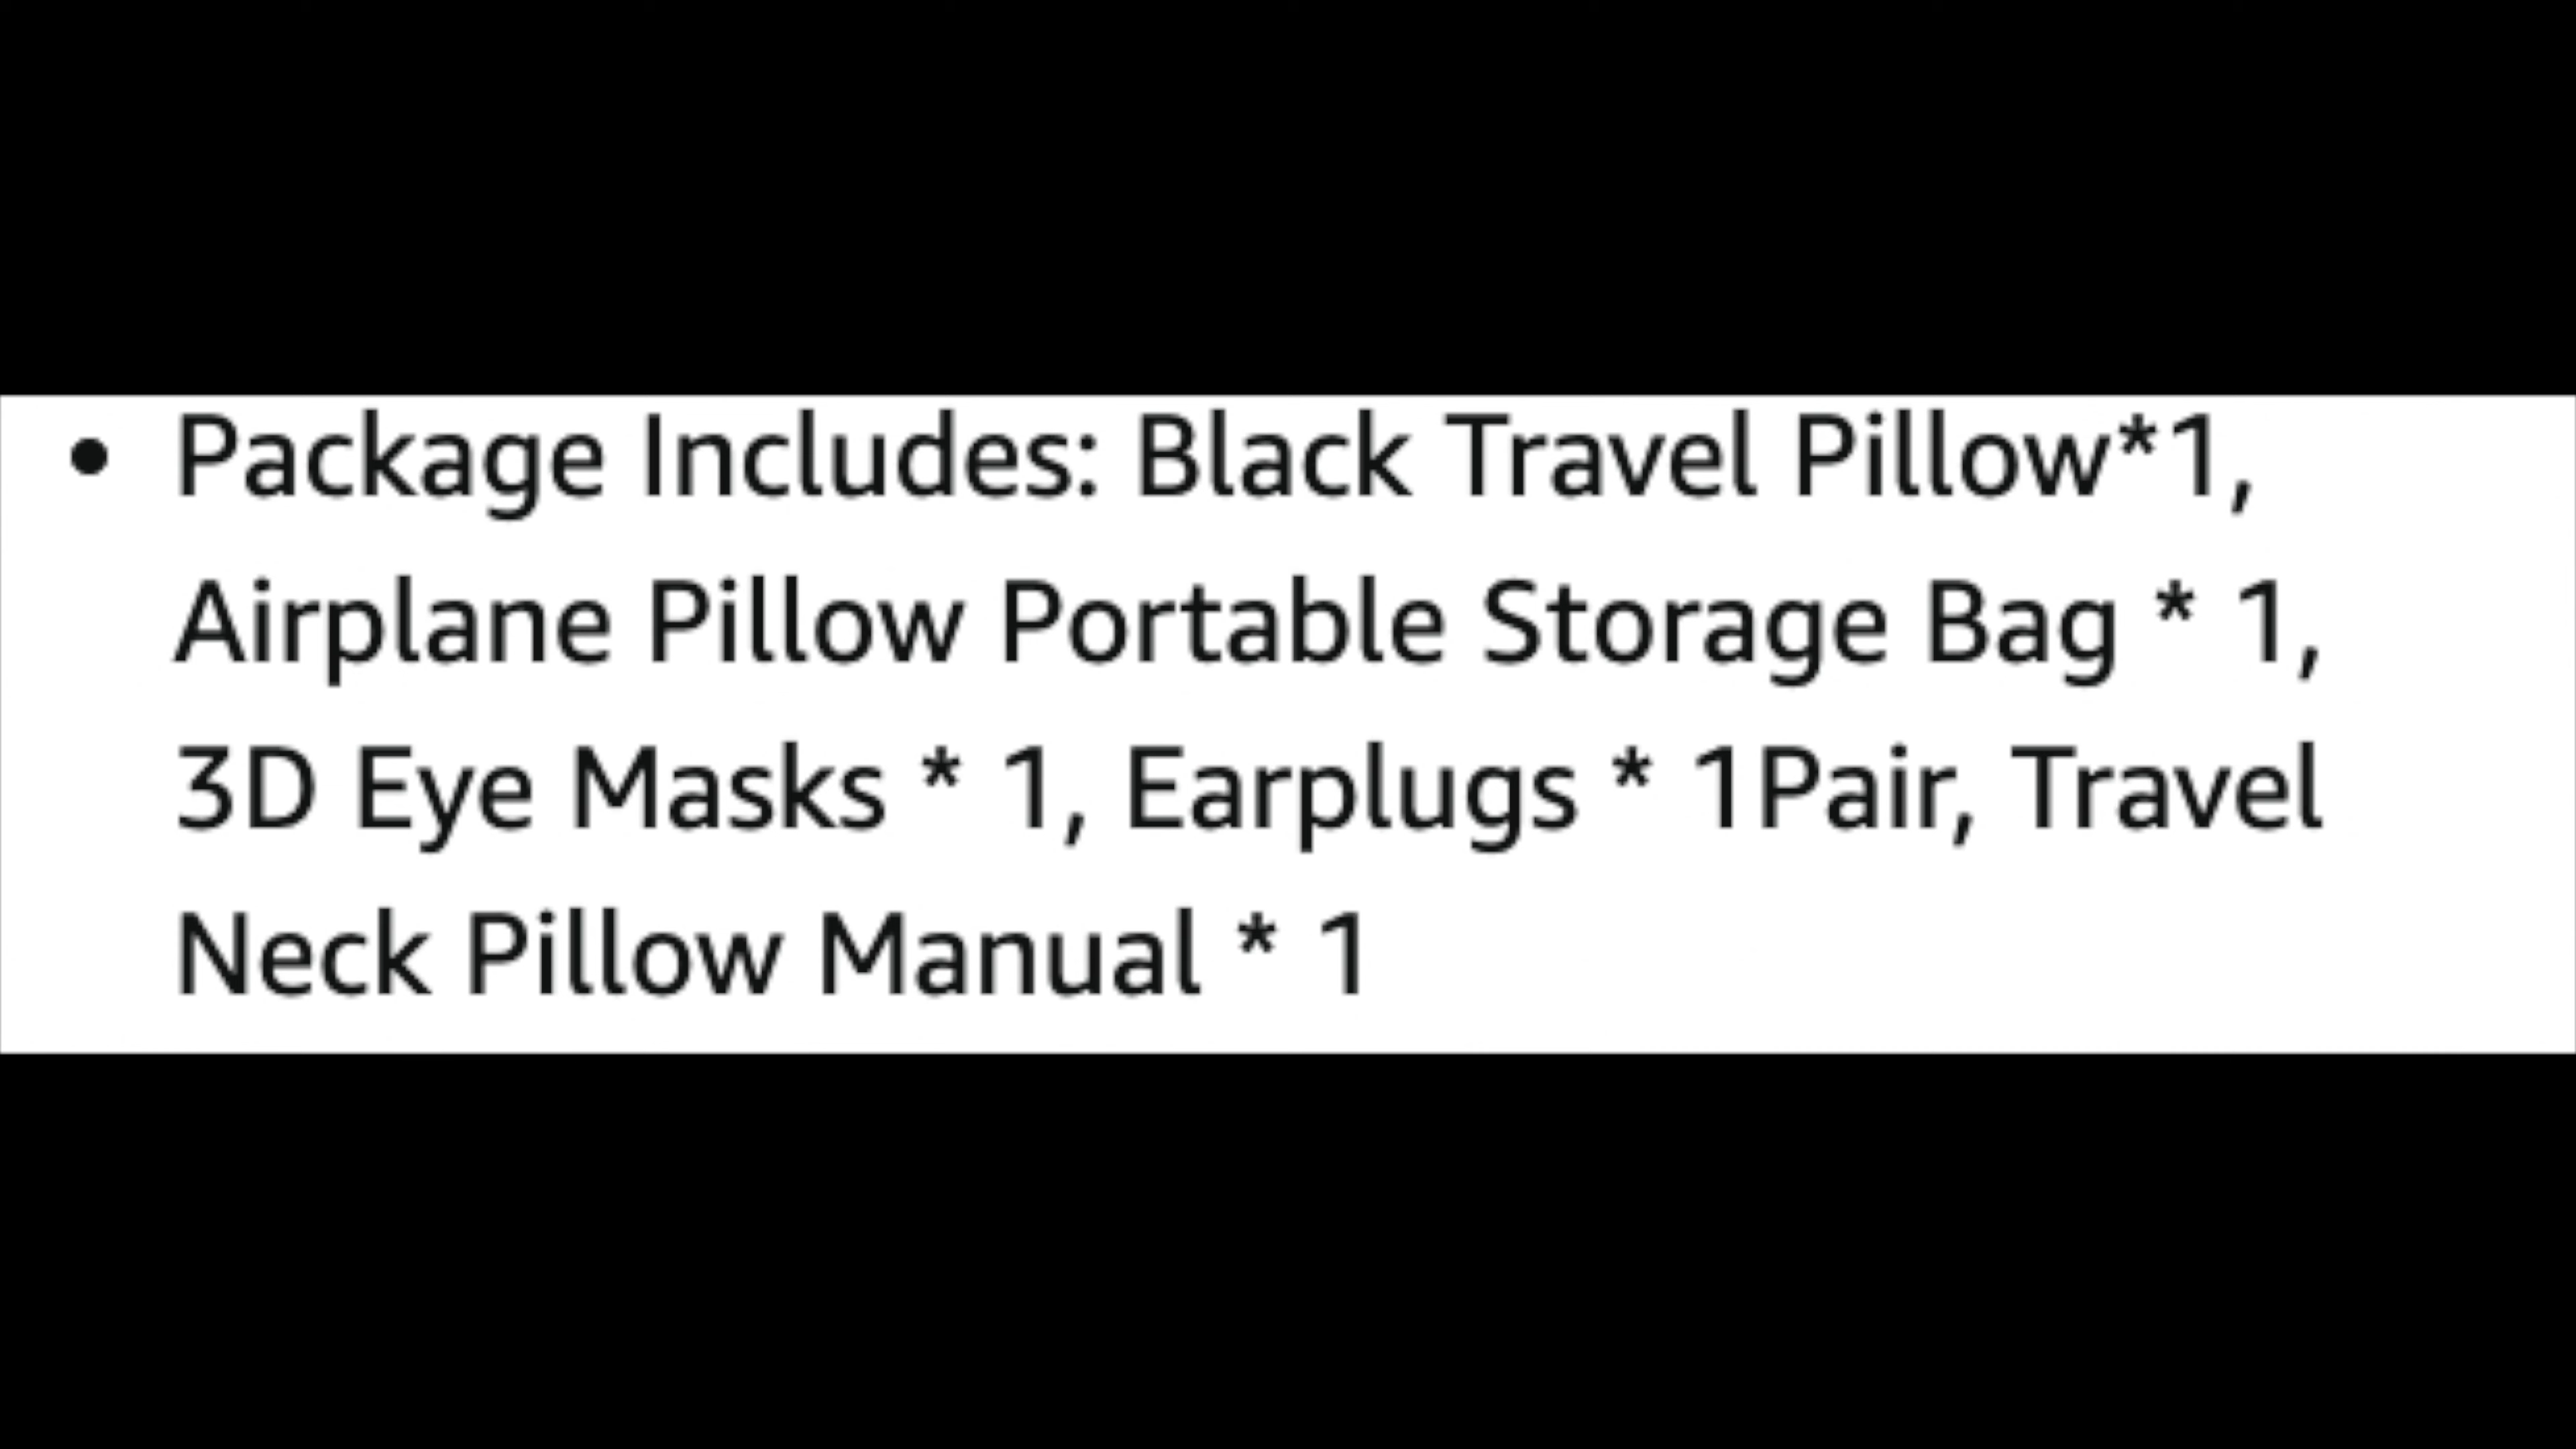 • Package Includes: Black Travel Pillow*1,
Airplane Pillow Portable Storage Bag * 1,
3D Eye Masks * 1, Earplugs * 1Pair, Travel
Neck Pillow Manual * 1